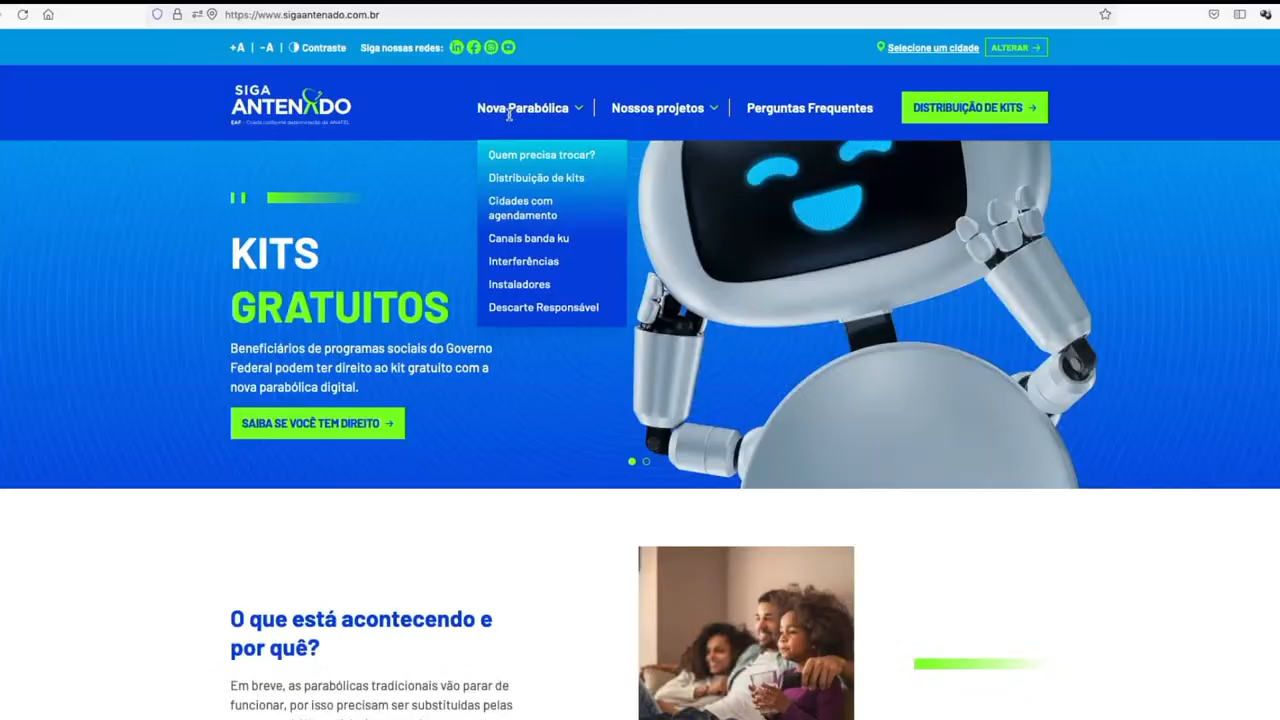 https://www.sigaantenado.com.br
+A | -A | Contraste Siga nossas redes:
Selecione um cidade ALTERAR →
SIGA
ANTENADO
EAF - Criada conforme determinação da ANATEL
Nova Parabólica Nossos projetos Perguntas Frequentes DISTRIBUIÇÃO DE KITS →
Quem precisa trocar?
Distribuição de kits
Cidades com
agendamento
Canais banda ku
Interferências
Instaladores
Descarte Responsável
KITS
GRATUITOS
Beneficiários de programas sociais do Governo
Federal podem ter direito ao kit gratuito com a
nova parabólica digital.
SAIBA SE VOCÊ TEM DIREITO →
O que está acontecendo e
por quê?
Em breve, as parabólicas tradicionais vão parar de
funcionar, por isso precisam ser substituídas pelas